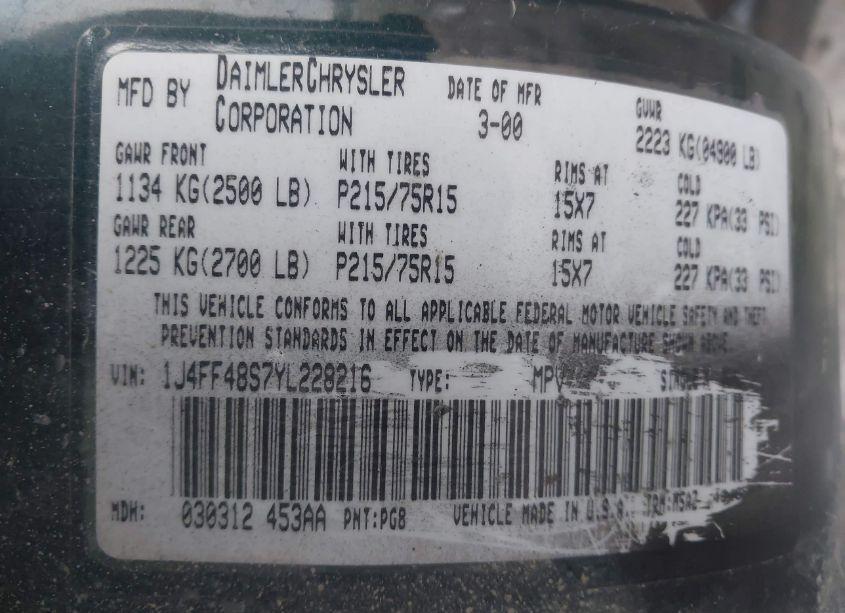 MFD BY DAIMLERCHRYSLER CORPORATION DATE OF MFR 3-00 GVWR 2223 KG(04900 LB)
GAWR FRONT WITH TIRES RIMS AT COLD
1134 KG(2500 LB) P215/75R15 15X7 227 KPA(33 PSI)
GAWR REAR WITH TIRES RIMS AT COLD
1225 KG(2700 LB) P215/75R15 15X7 227 KPA(33 PSI)
THIS VEHICLE CONFORMS TO ALL APPLICABLE FEDERAL MOTOR VEHICLE SAFETY AND THEFT
PREVENTION STANDARDS IN EFFECT ON THE DATE OF MANUFACTURE SHOWN ABOVE
VIN: 1J4FF48S7YL228216 TYPE: MPV
MDH: 030312 453AA PNT:PG8 VEHICLE MADE IN U.S.A.